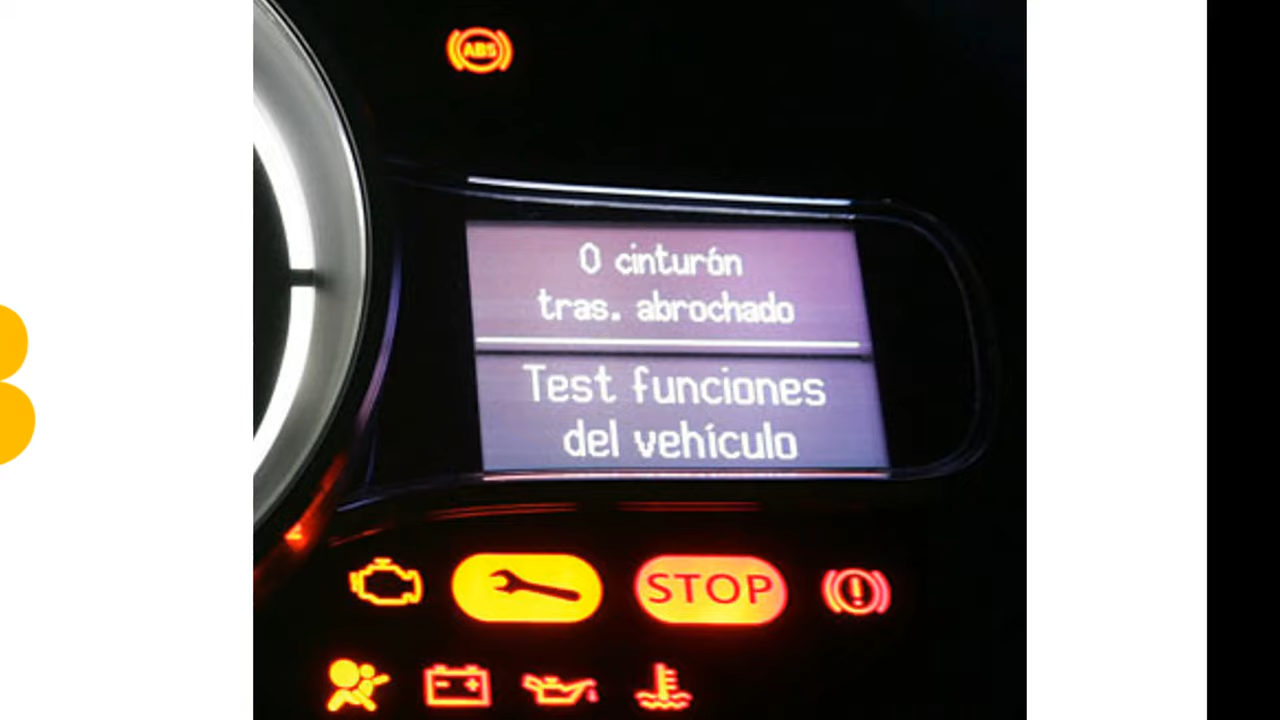 ABS
0 cinturón
tras. abrochado
Test funciones
del vehículo
STOP